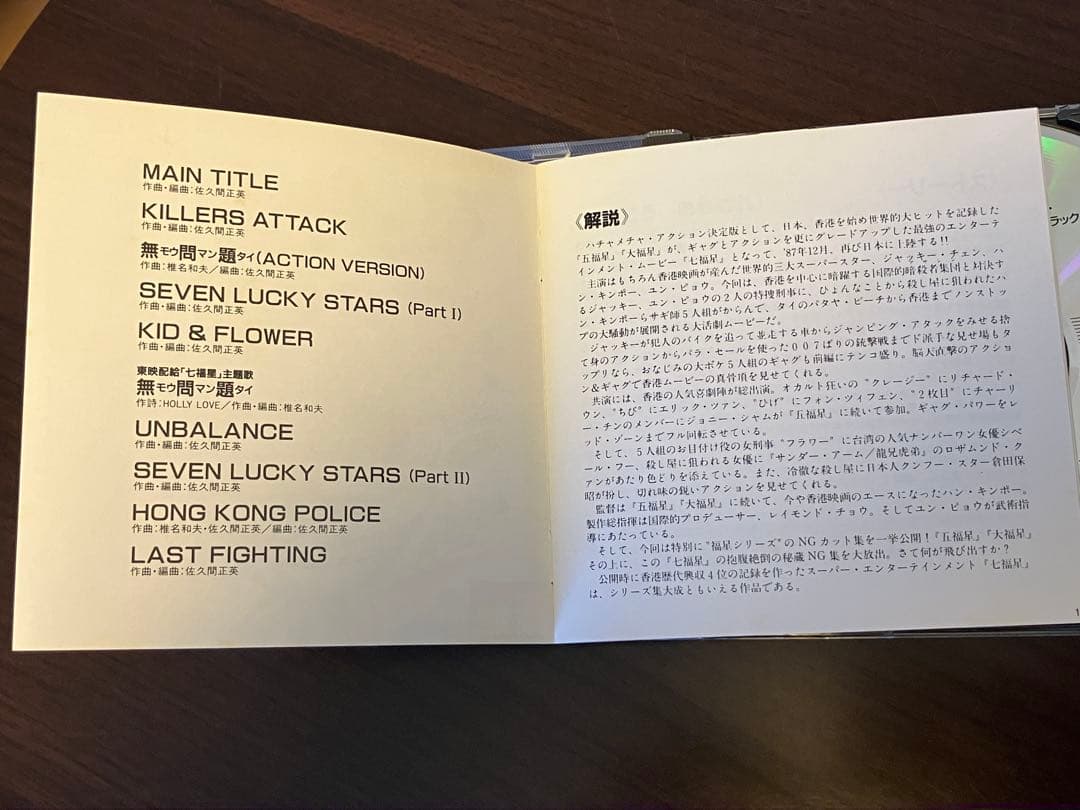 MAIN TITLE
作曲・編曲:佐久間正英
KILLERS ATTACK
作曲・編曲:佐久間正英
無モウ問マン題タイ(ACTION VERSION)
作曲:椎名和夫/編曲:佐久間正英
SEVEN LUCKY STARS (Part I)
作曲・編曲:佐久間正英
KID & FLOWER
作曲・編曲:佐久間正英
東映配給「七福星」主題歌
無モウ問マン題タイ
作詩:HOLLY LOVE/作曲・編曲:椎名和夫
UNBALANCE
作曲・編曲:佐久間正英
SEVEN LUCKY STARS (Part II)
作曲・編曲:佐久間正英
HONG KONG POLICE
作曲:椎名和夫・佐久間正英/編曲:佐久間正英
LAST FIGHTING
作曲・編曲:佐久間正英
《解説》
ハチャメチャ・アクション決定版として、日本、香港を始め世界的大ヒットを記録した
『五福星』『大福星』が、ギャグとアクションを更にグレードアップした最強のエンターテ
インメント・ムービー『七福星』となって、'87年12月、再び日本に上陸する!!
主演はもちろん香港映画が産んだ世界的三大スーパースター、ジャッキー・チェン、ハ
ン・キンポー、ユン・ピョウ。今回は、香港を中心に暗躍する国際的暗殺者集団と対決す
るジャッキー、ユン・ピョウの2人の特捜刑事に、ひょんなことから殺し屋に狙われたハ
ン・キンポーらサギ師5人組がからんで、タイのパタヤ・ビーチから香港までノンストッ
プの大騒動が展開される大活劇ムービーだ。
ジャッキーが犯人のバイクを追って並走する車からジャンピング・アタックをみせる捨
て身のアクションからパラ・セールを使った007ばりの銃撃戦までド派手な見せ場もタ
ップリなら、おなじみの大ボケ5人組のギャグも前編にテンコ盛り。脳天直撃のアクショ
ン&ギャグで香港ムービーの真骨頂を見せてくれる。
共演には、香港の人気喜劇陣が総出演。オカルト狂いの“クレージー”にリチャード・
ウン、“ちび”にエリック・ツァン、“ひげ”にフォン・ツイフェン、“2枚目”にチャーリ
ー・チンのメンバーにジョニー・シャムが『五福星』に続いて参加。ギャグ・パワーをレ
ッド・ゾーンまでフル回転させている。
そして、5人組のお目付け役の女刑事“フラワー”に台湾の人気ナンバーワン女優シベ
ール・フー、殺し屋に狙われる女優に『サンダー・アーム/龍兄虎弟』のロザムンド・ク
アンがあたり色どりを添えている。また、冷徹な殺し屋に日本人クンフー・スター倉田保
昭が扮し、切れ味の鋭いアクションを見せてくれる。
監督は『五福星』『大福星』に続いて、今や香港映画のエースになったハン・キンポー。
製作総指揮は国際的プロデューサー、レイモンド・チョウ。そしてユン・ピョウが武術指
導にあたっている。
そして、今回は特別に“福星シリーズ”のNGカット集を一挙公開!『五福星』『大福星』
その上に、この『七福星』の抱腹絶倒の秘蔵NG集を大放出。さて何が飛び出すか?
公開時に香港歴代興収4位の記録を作ったスーパー・エンターテインメント『七福星』
は、シリーズ集大成ともいえる作品である。
1
ラック